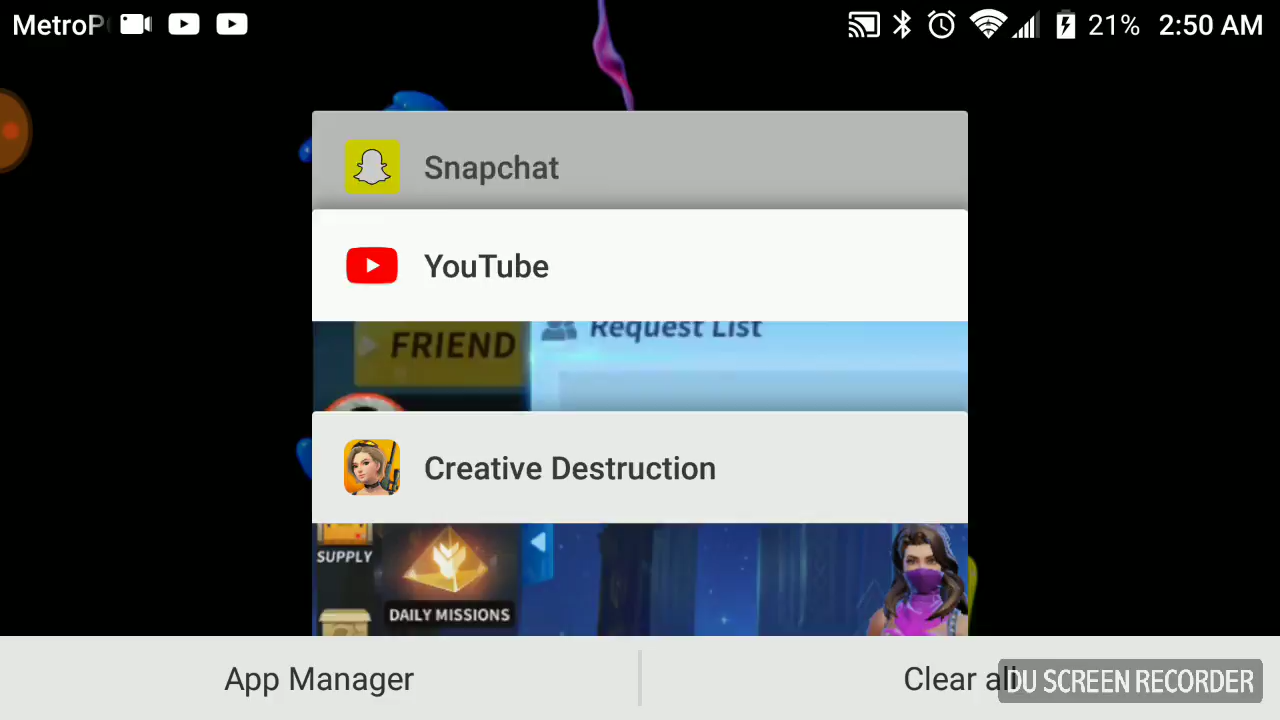 MetroP
21% 2:50 AM
Snapchat
YouTube
FRIEND
Request List
Creative Destruction
SUPPLY
DAILY MISSIONS
App Manager
Clear all
DU SCREEN RECORDER